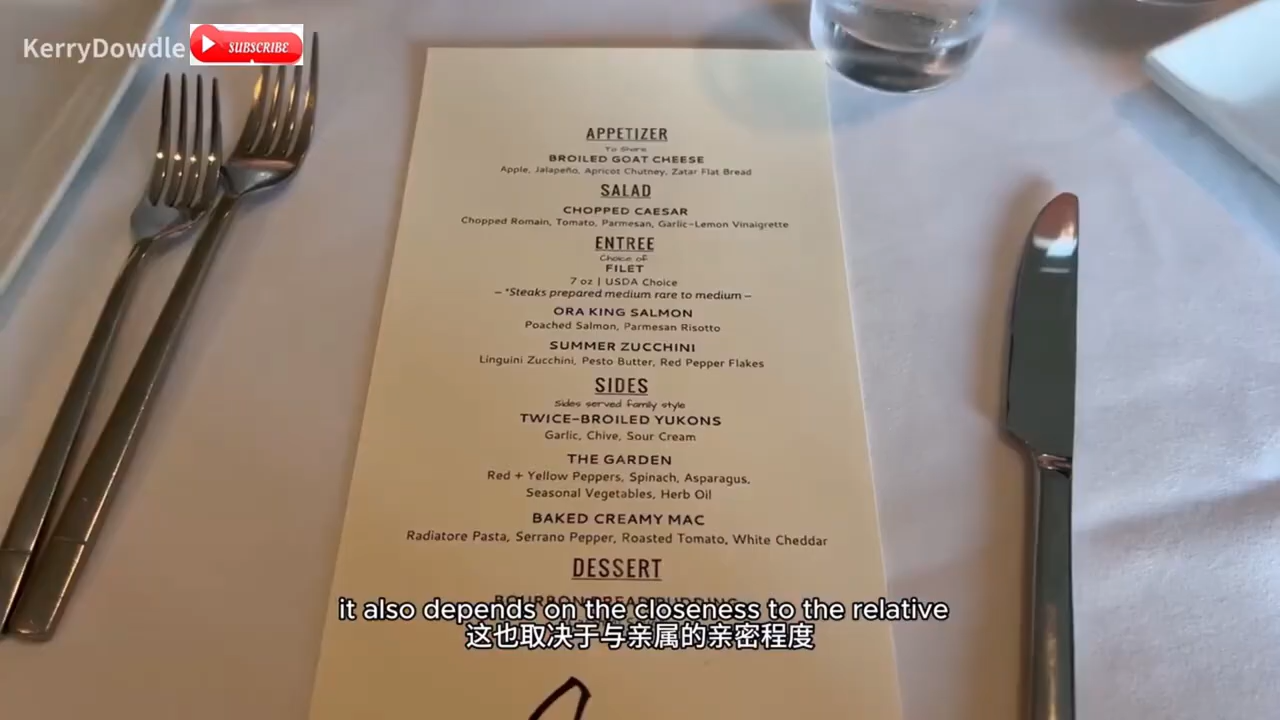 KerryDowdle
SUBSCRIBE
APPETIZER
To Share
BROILED GOAT CHEESE
Apple, Jalapeño, Apricot Chutney, Zatar Flat Bread
SALAD
CHOPPED CAESAR
Chopped Romain, Tomato, Parmesan, Garlic-Lemon Vinaigrette
ENTREE
Choice of
FILET
7 oz | USDA Choice
– *Steaks prepared medium rare to medium –
ORA KING SALMON
Poached Salmon, Parmesan Risotto
SUMMER ZUCCHINI
Linguini Zucchini, Pesto Butter, Red Pepper Flakes
SIDES
Sides served family style
TWICE-BROILED YUKONS
Garlic, Chive, Sour Cream
THE GARDEN
Red + Yellow Peppers, Spinach, Asparagus,
Seasonal Vegetables, Herb Oil
BAKED CREAMY MAC
Radiatore Pasta, Serrano Pepper, Roasted Tomato, White Cheddar
DESSERT
BOURBON BREAD PUDDING
it also depends on the closeness to the relative
这也取决于与亲属的亲密程度